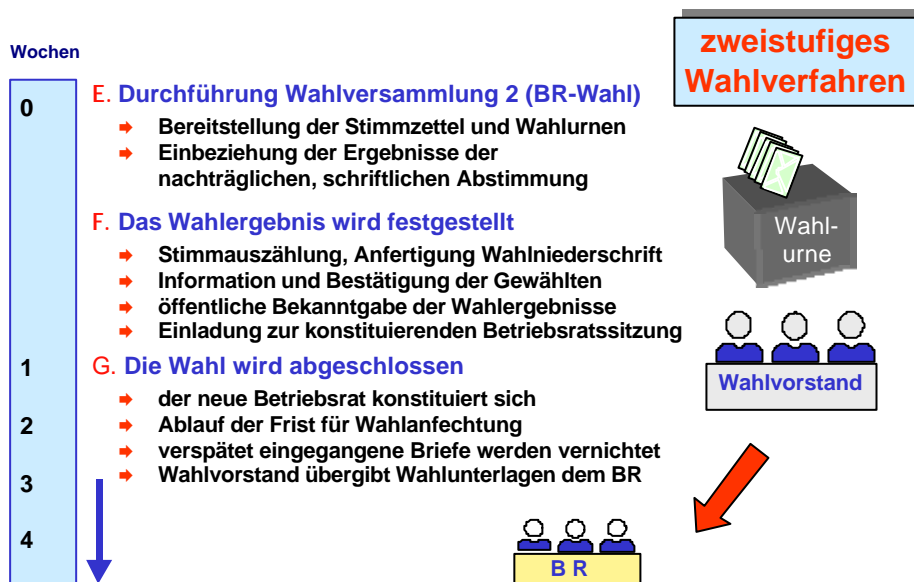 Wochen
zweistufiges
Wahlverfahren
0
E. Durchführung Wahlversammlung 2 (BR-Wahl)
Bereitstellung der Stimmzettel und Wahlurnen
Einbeziehung der Ergebnisse der
nachträglichen, schriftlichen Abstimmung
Wahl-
urne
F. Das Wahlergebnis wird festgestellt
Stimmauszählung, Anfertigung Wahlniederschrift
Information und Bestätigung der Gewählten
öffentliche Bekanntgabe der Wahlergebnisse
Einladung zur konstituierenden Betriebsratssitzung
Wahlvorstand
1
G. Die Wahl wird abgeschlossen
der neue Betriebsrat konstituiert sich
2
Ablauf der Frist für Wahlanfechtung
verspätet eingegangene Briefe werden vernichtet
3
Wahlvorstand übergibt Wahlunterlagen dem BR
4
B R